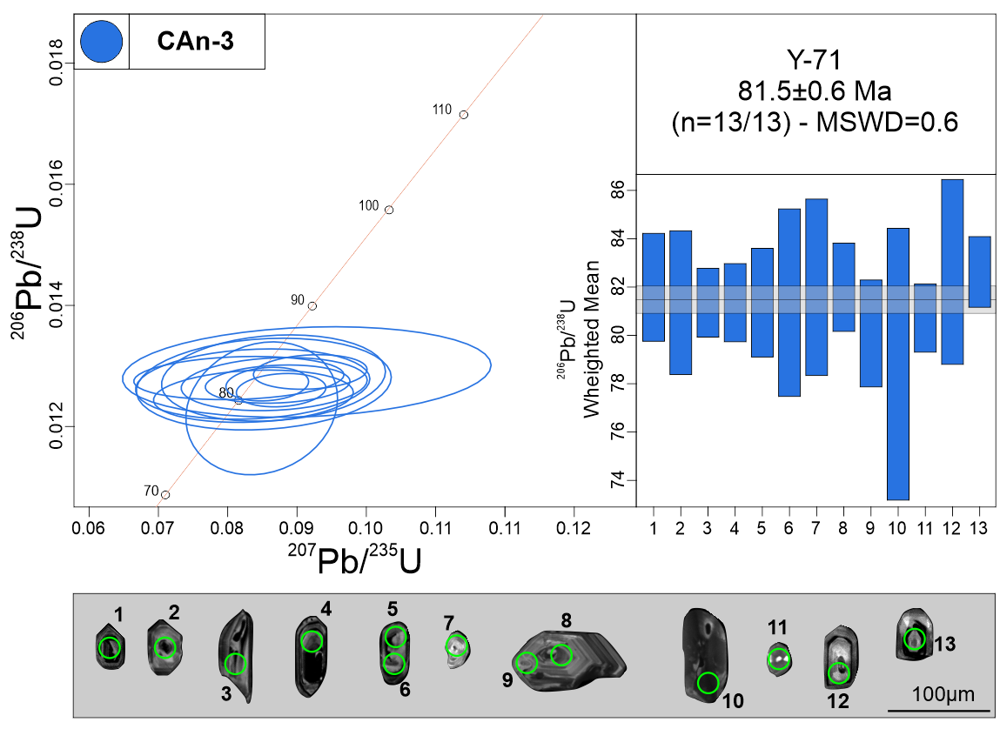 CAn-3
Y-71
81.5±0.6 Ma
(n=13/13) - MSWD=0.6
206Pb/238U
0.018
0.016
0.014
0.012
110
100
90
80
70
0.06 0.07 0.08 0.09 0.10 0.11 0.11 0.12
207Pb/235U
206Pb/238U
Wheighted Mean
86
84
82
80
78
76
74
1 2 3 4 5 6 7 8 9 10 11 12 13
1 2 3 4 5 6 7 8 9 10 11 12 13
100µm